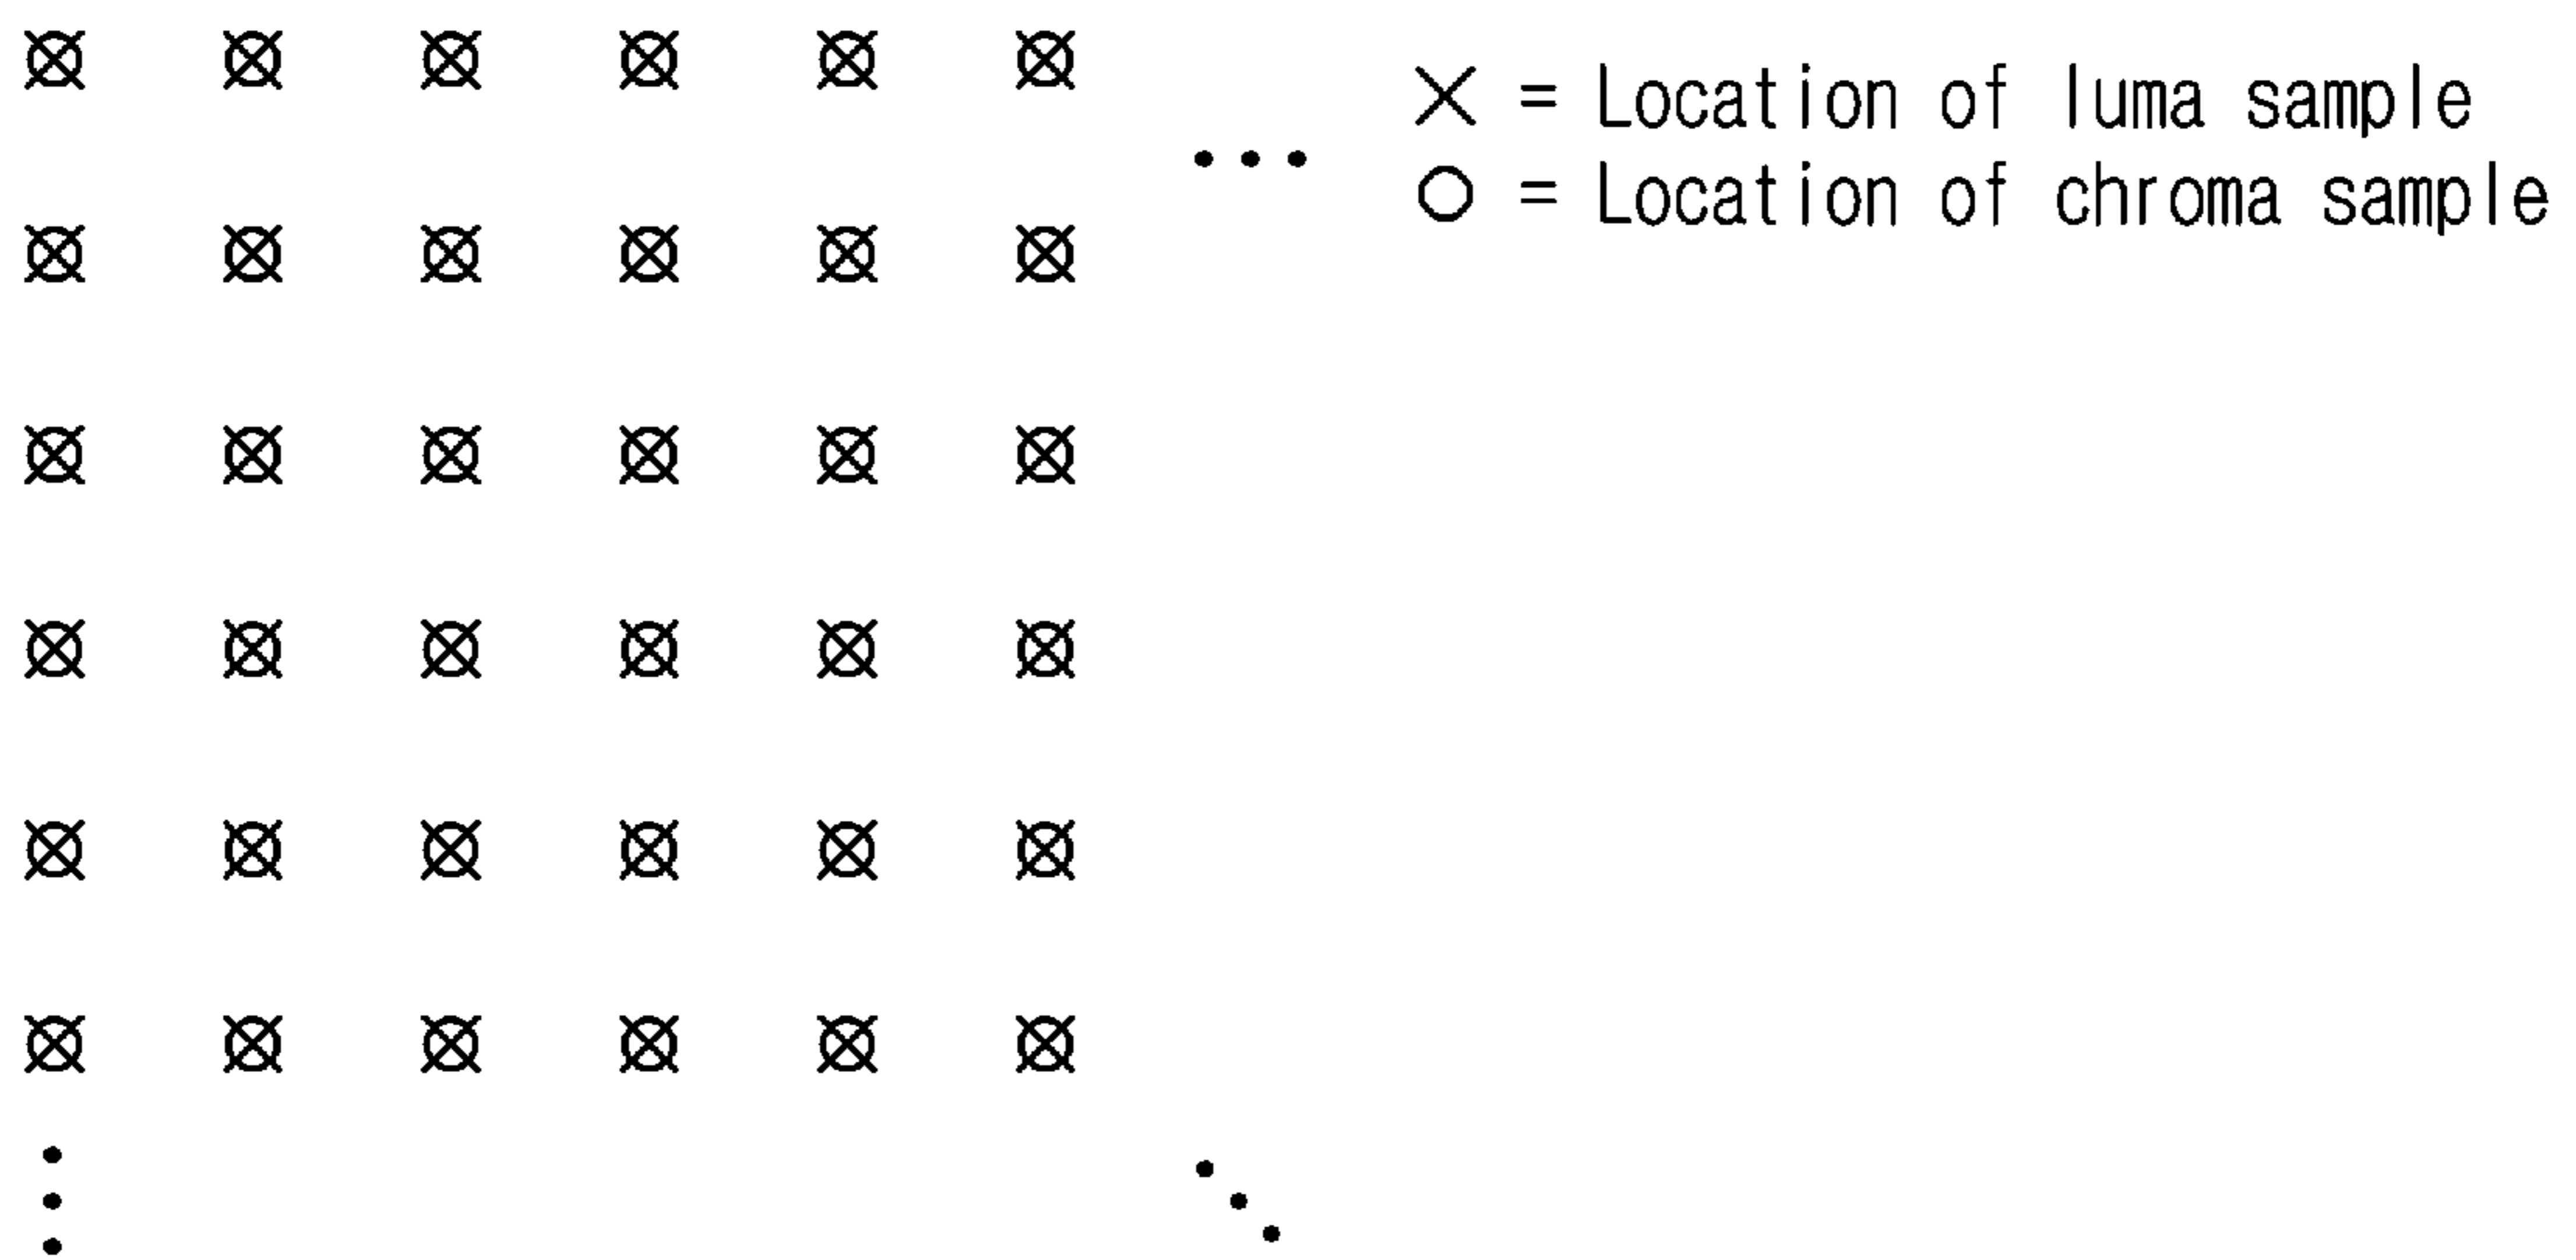 × = Location of luma sample
○ = Location of chroma sample